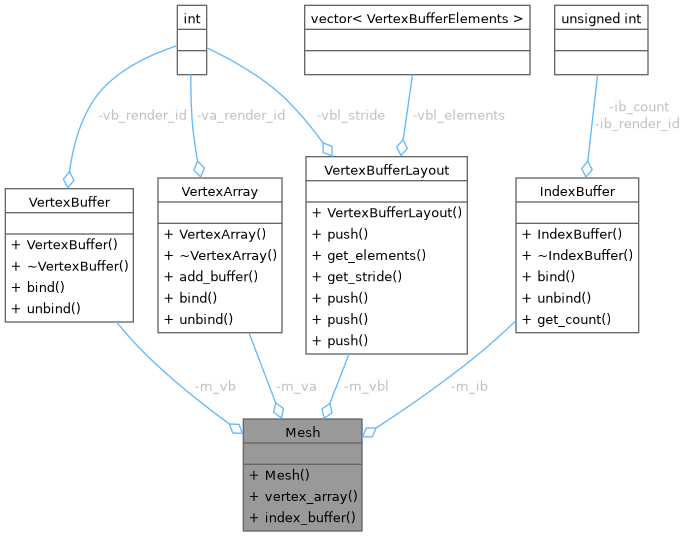 int
vector< VertexBufferElements >
unsigned int
-vb_render_id
-va_render_id
-vbl_stride
-vbl_elements
-ib_count
-ib_render_id
VertexBuffer
+ VertexBuffer()
+ ~VertexBuffer()
+ bind()
+ unbind()
VertexArray
+ VertexArray()
+ ~VertexArray()
+ add_buffer()
+ bind()
+ unbind()
VertexBufferLayout
+ VertexBufferLayout()
+ push()
+ get_elements()
+ get_stride()
+ push()
+ push()
+ push()
IndexBuffer
+ IndexBuffer()
+ ~IndexBuffer()
+ bind()
+ unbind()
+ get_count()
-m_vb
-m_va
-m_vbl
-m_ib
Mesh
+ Mesh()
+ vertex_array()
+ index_buffer()